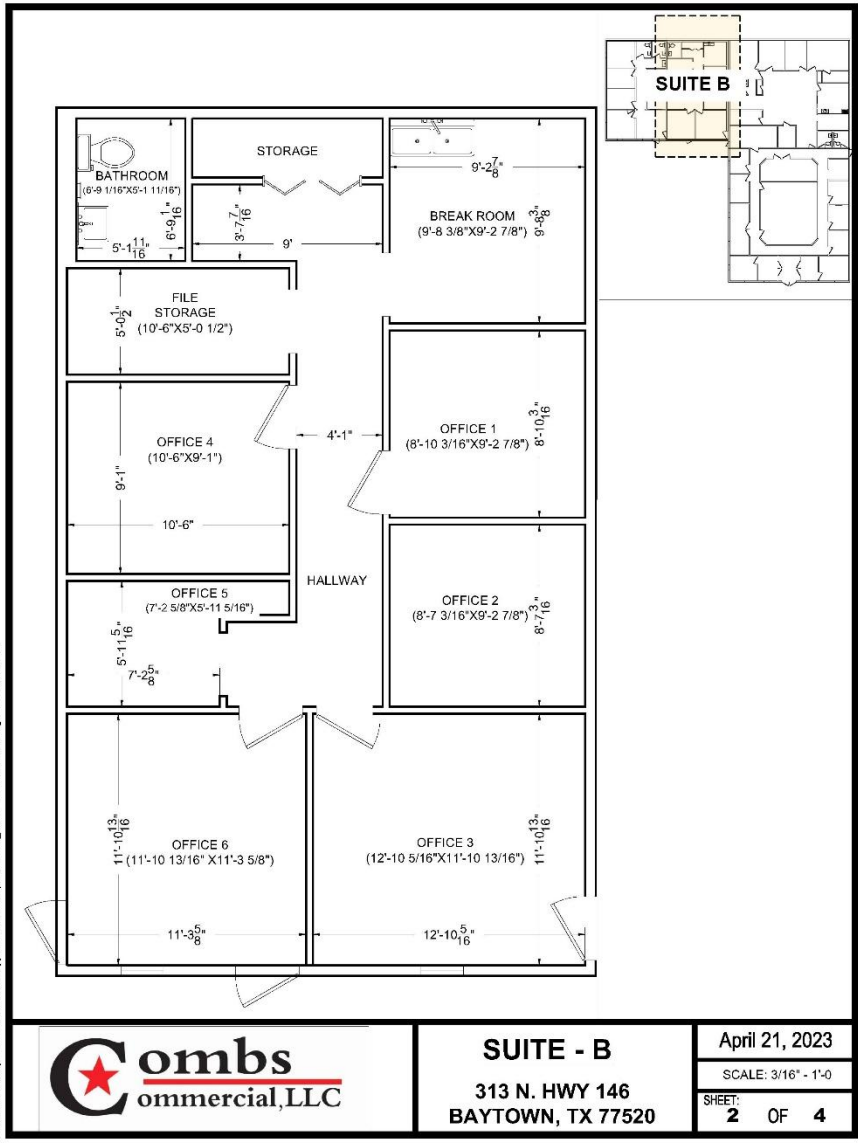 SUITE B
STORAGE
BATHROOM
(6'-9 1/16"X5'-1 11/16")
6'-9 1/16"
5'-1 11/16"
3'-7 7/16"
9'
9'-2 7/8"
BREAK ROOM
(9'-8 3/8"X9'-2 7/8")
9'-8 3/8"
FILE
STORAGE
(10'-6"X5'-0 1/2")
5'-0 1/2"
OFFICE 4
(10'-6"X9'-1")
9'-1"
10'-6"
4'-1"
OFFICE 1
(8'-10 3/16"X9'-2 7/8")
8'-10 3/16"
HALLWAY
OFFICE 5
(7'-2 5/8"X5'-11 5/16")
5'-11 5/16"
7'-2 5/8"
OFFICE 2
(8'-7 3/16"X9'-2 7/8")
8'-7 3/16"
OFFICE 6
(11'-10 13/16" X11'-3 5/8")
11'-10 13/16"
11'-3 5/8"
OFFICE 3
(12'-10 5/16"X11'-10 13/16")
11'-10 13/16"
12'-10 5/16"
Combs
Commercial,LLC
SUITE - B
313 N. HWY 146
BAYTOWN, TX 77520
April 21, 2023
SCALE: 3/16" - 1'-0
SHEET:
2 OF 4